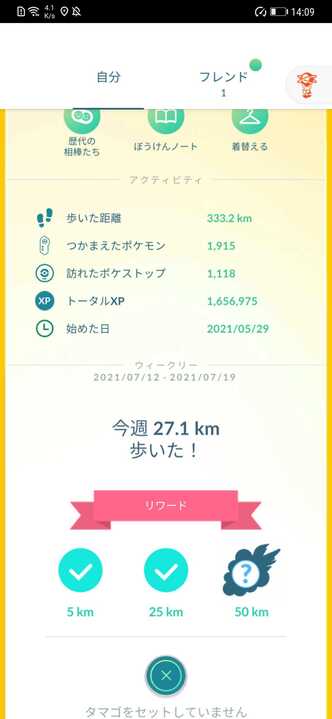 4.1
K/s
14:09
自分
フレンド
1
歴代の
相棒たち
ぼうけんノート
着替える
アクティビティ
歩いた距離 333.2 km
つかまえたポケモン 1,915
訪れたポケストップ 1,118
XP トータルXP 1,656,975
始めた日 2021/05/29
ウィークリー
2021/07/12 - 2021/07/19
今週 27.1 km
歩いた！
リワード
?
5 km 25 km 50 km
タマゴをセットしていません